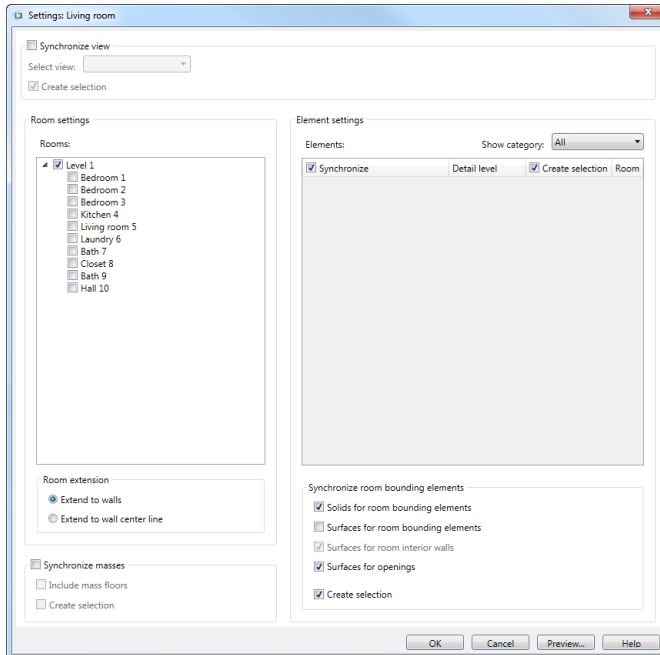 Settings: Living room
Synchronize view
Select view:
Create selection
Room settings
Rooms:
Level 1
Bedroom 1
Bedroom 2
Bedroom 3
Kitchen 4
Living room 5
Laundry 6
Bath 7
Closet 8
Bath 9
Hall 10
Room extension
Extend to walls
Extend to wall center line
Synchronize masses
Include mass floors
Create selection
Element settings
Elements: Show category: All
Synchronize Detail level Create selection Room
Synchronize room bounding elements
Solids for room bounding elements
Surfaces for room bounding elements
Surfaces for room interior walls
Surfaces for openings
Create selection
OK Cancel Preview... Help